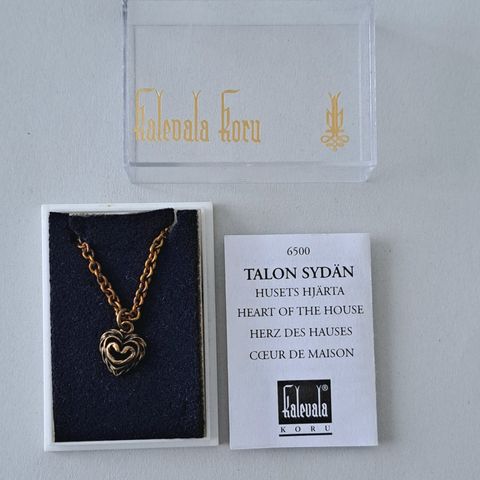 Kalevala Koru
6500
TALON SYDÄN
HUSETS HJÄRTA
HEART OF THE HOUSE
HERZ DES HAUSES
CŒUR DE MAISON
Kalevala®
KORU